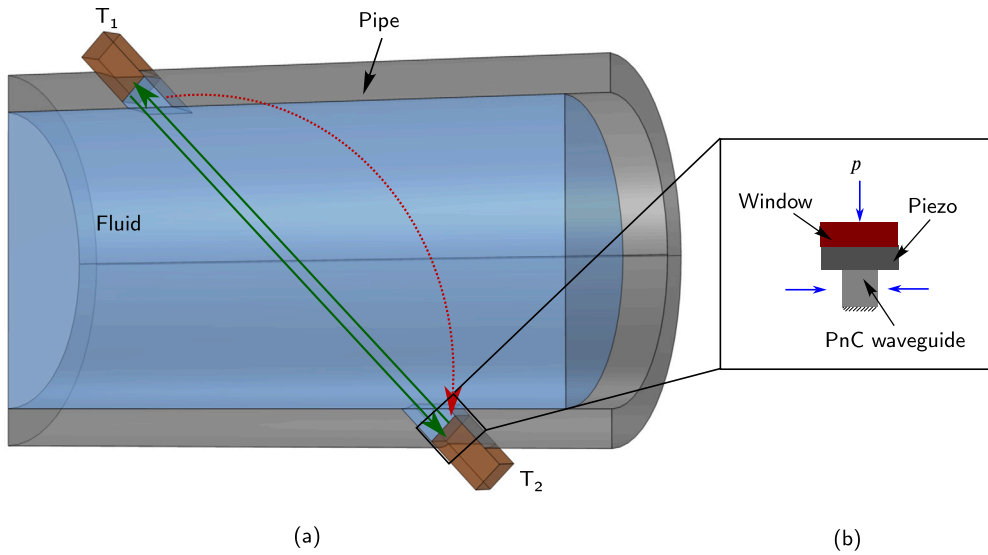 T₁
Pipe
Fluid
T₂
p
Window
Piezo
PnC waveguide
(a)
(b)